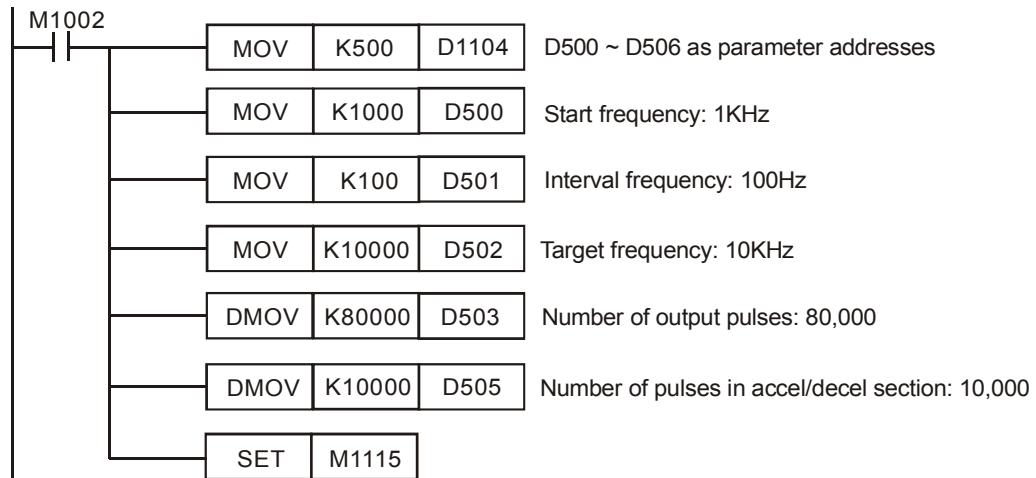 M1002
MOV K500 D1104 D500 ~ D506 as parameter addresses
MOV K1000 D500 Start frequency: 1KHz
MOV K100 D501 Interval frequency: 100Hz
MOV K10000 D502 Target frequency: 10KHz
DMOV K80000 D503 Number of output pulses: 80,000
DMOV K10000 D505 Number of pulses in accel/decel section: 10,000
SET M1115